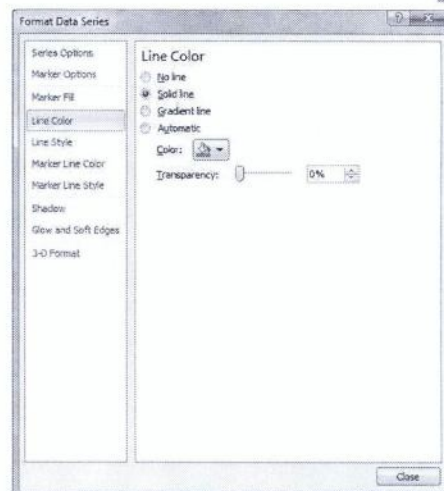 Format Data Series
Series Options
Marker Options
Marker Fill
Line Color
Line Style
Marker Line Color
Marker Line Style
Shadow
Glow and Soft Edges
3-D Format
Line Color
No line
Solid line
Gradient line
Automatic
Color:
Transparency:
0%
Close